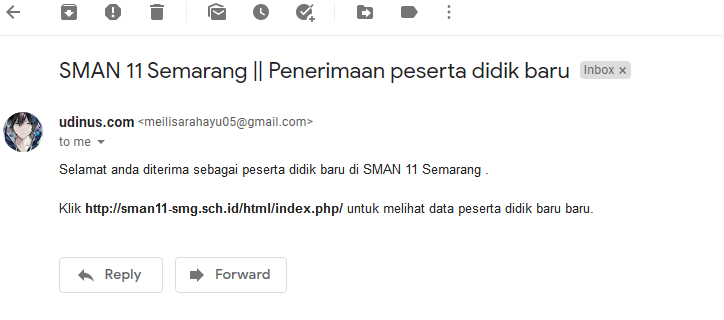 SMAN 11 Semarang || Penerimaan peserta didik baru Inbox x
udinus.com <meilisarahayu05@gmail.com>
to me
Selamat anda diterima sebagai peserta didik baru di SMAN 11 Semarang .
Klik http://sman11-smg.sch.id/html/index.php/ untuk melihat data peserta didik baru baru.
Reply Forward